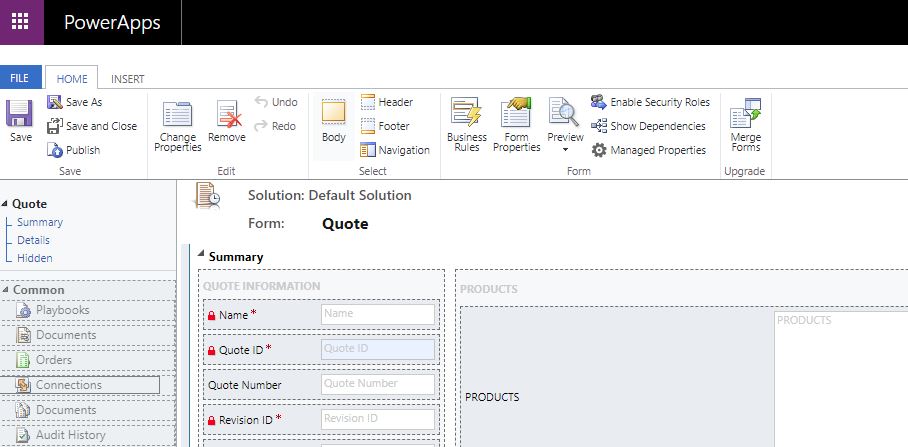 PowerApps
FILE HOME INSERT
Save
Save As
Save and Close
Publish
Save
Change Properties
Remove
Undo
Redo
Edit
Body
Header
Footer
Navigation
Select
Business Rules
Form Properties
Preview
Enable Security Roles
Show Dependencies
Managed Properties
Form
Merge Forms
Upgrade
Quote
Summary
Details
Hidden
Common
Playbooks
Documents
Orders
Connections
Documents
Audit History
Solution: Default Solution
Form: Quote
Summary
QUOTE INFORMATION
Name * Name
Quote ID * Quote ID
Quote Number Quote Number
Revision ID * Revision ID
PRODUCTS
PRODUCTS
PRODUCTS